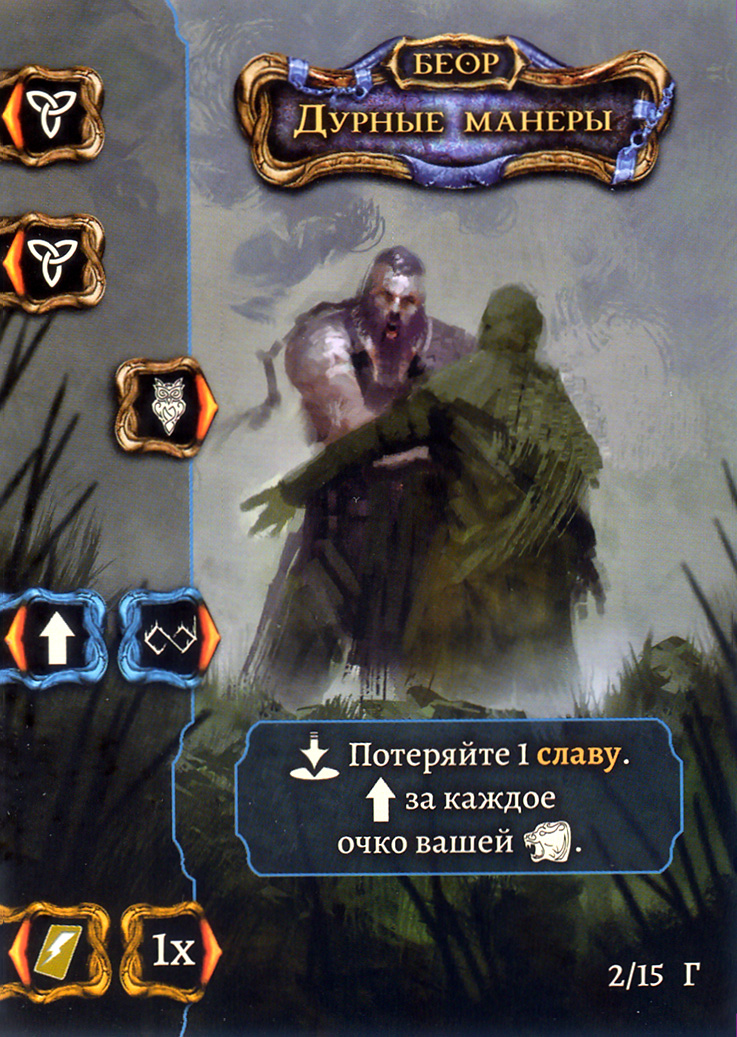 БЕОР
Дурные манеры
Потеряйте 1 славу.
за каждое
очко вашей .
1x
2/15 Г